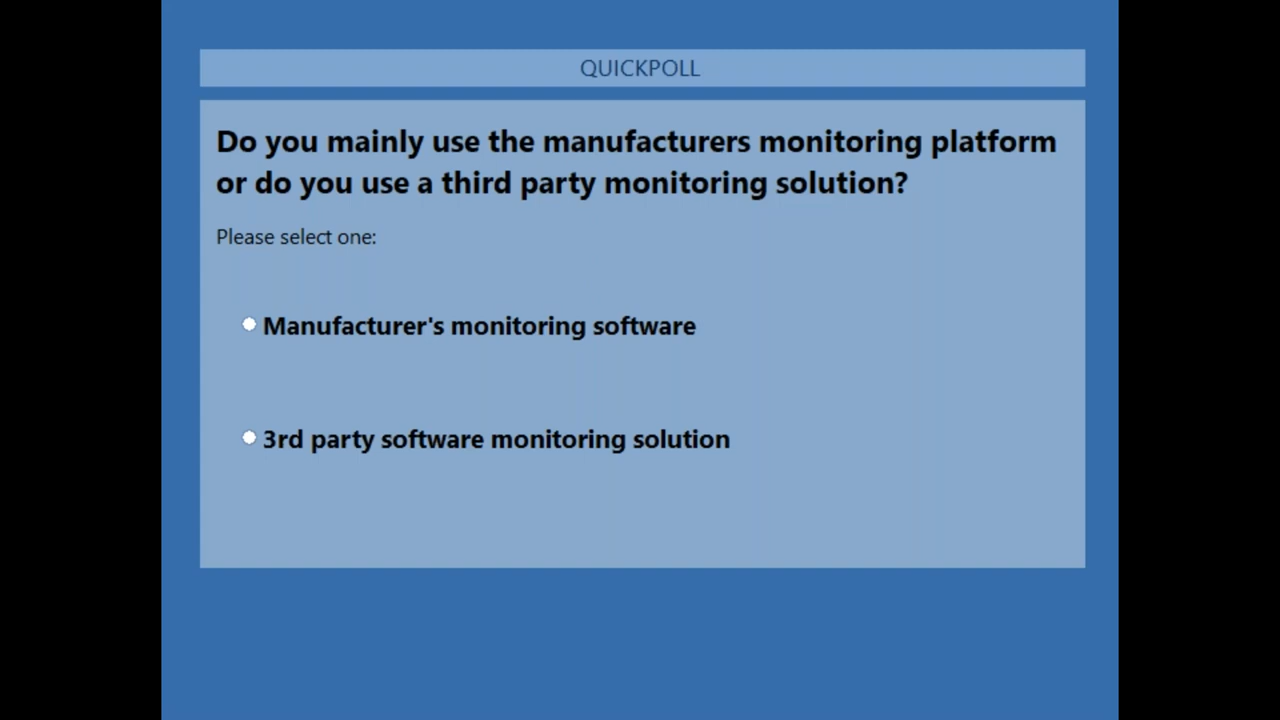 QUICKPOLL
Do you mainly use the manufacturers monitoring platform
or do you use a third party monitoring solution?
Please select one:
Manufacturer's monitoring software
3rd party software monitoring solution